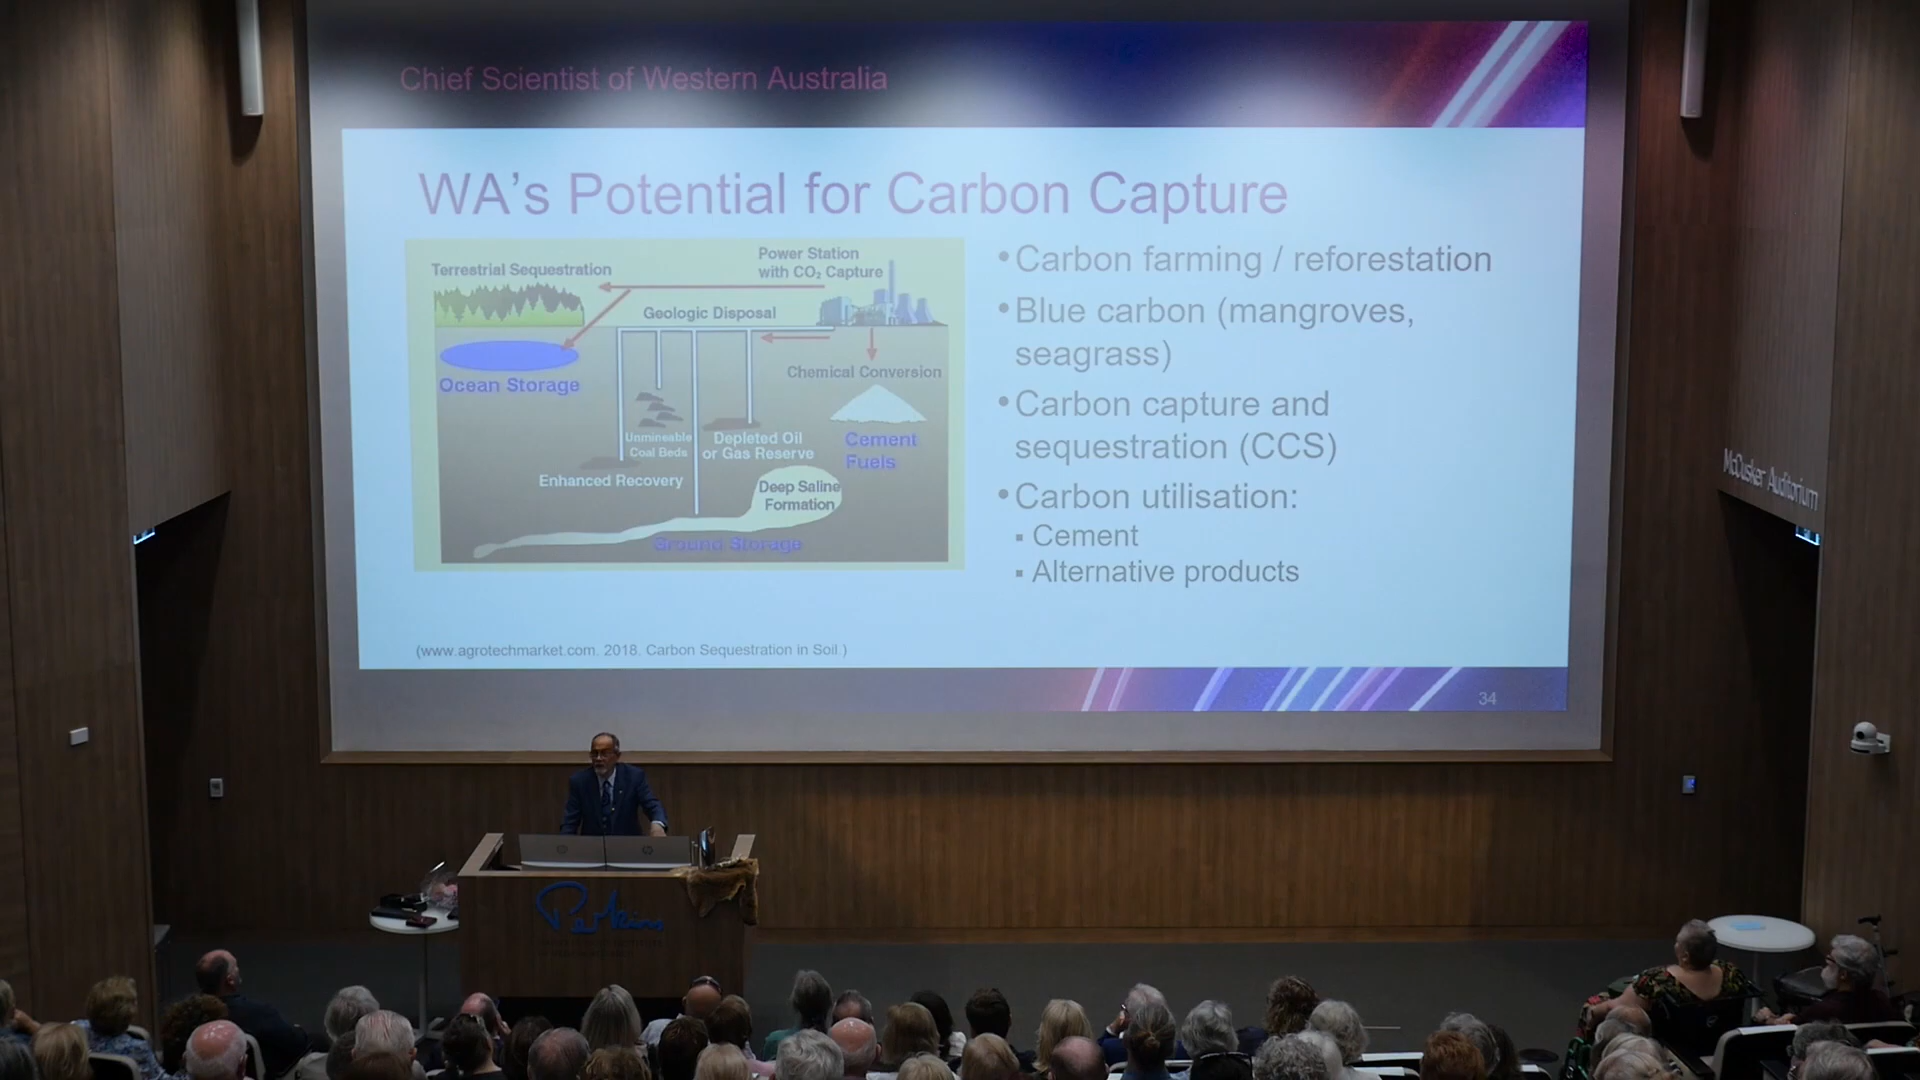 Chief Scientist of Western Australia
WA's Potential for Carbon Capture
Power Station
with CO₂ Capture
Terrestrial Sequestration
Geologic Disposal
Chemical Conversion
Ocean Storage
Unmineable
Coal Beds
Depleted Oil
or Gas Reserve
Cement
Fuels
Enhanced Recovery
Deep Saline
Formation
Ground Storage
•Carbon farming / reforestation
•Blue carbon (mangroves,
seagrass)
•Carbon capture and
sequestration (CCS)
•Carbon utilisation:
▪ Cement
▪ Alternative products
(www.agrotechmarket.com. 2018. Carbon Sequestration in Soil.)
34
McCusker Auditorium
hp
hp
Perkins